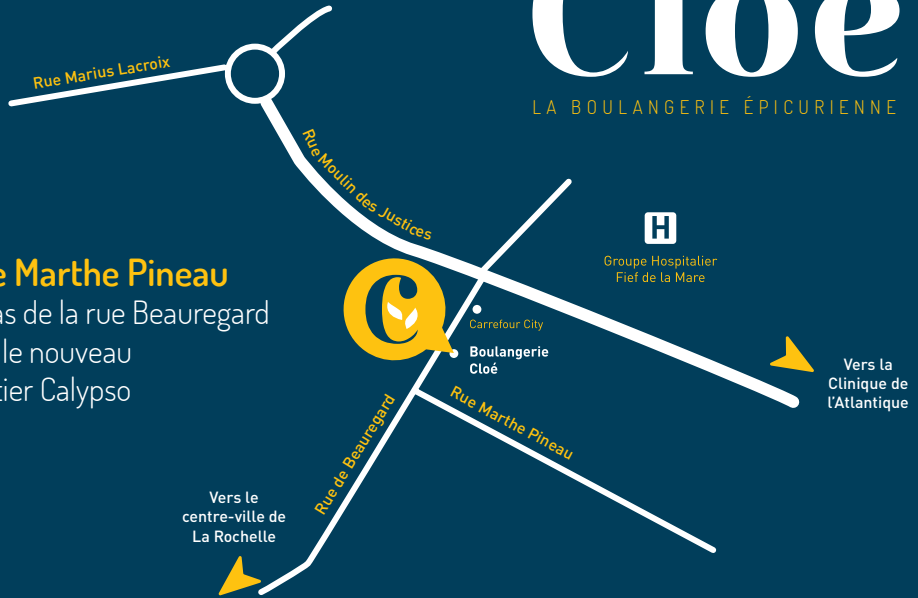 Cloé
LA BOULANGERIE ÉPICURIENNE
Rue Marius Lacroix
Rue Moulin des Justices
H
Groupe Hospitalier
Fief de la Mare
e Marthe Pineau
as de la rue Beauregard
le nouveau
tier Calypso
C
Carrefour City
Boulangerie
Cloé
Vers la
Clinique de
l'Atlantique
Rue Marthe Pineau
Rue de Beauregard
Vers le
centre-ville de
La Rochelle